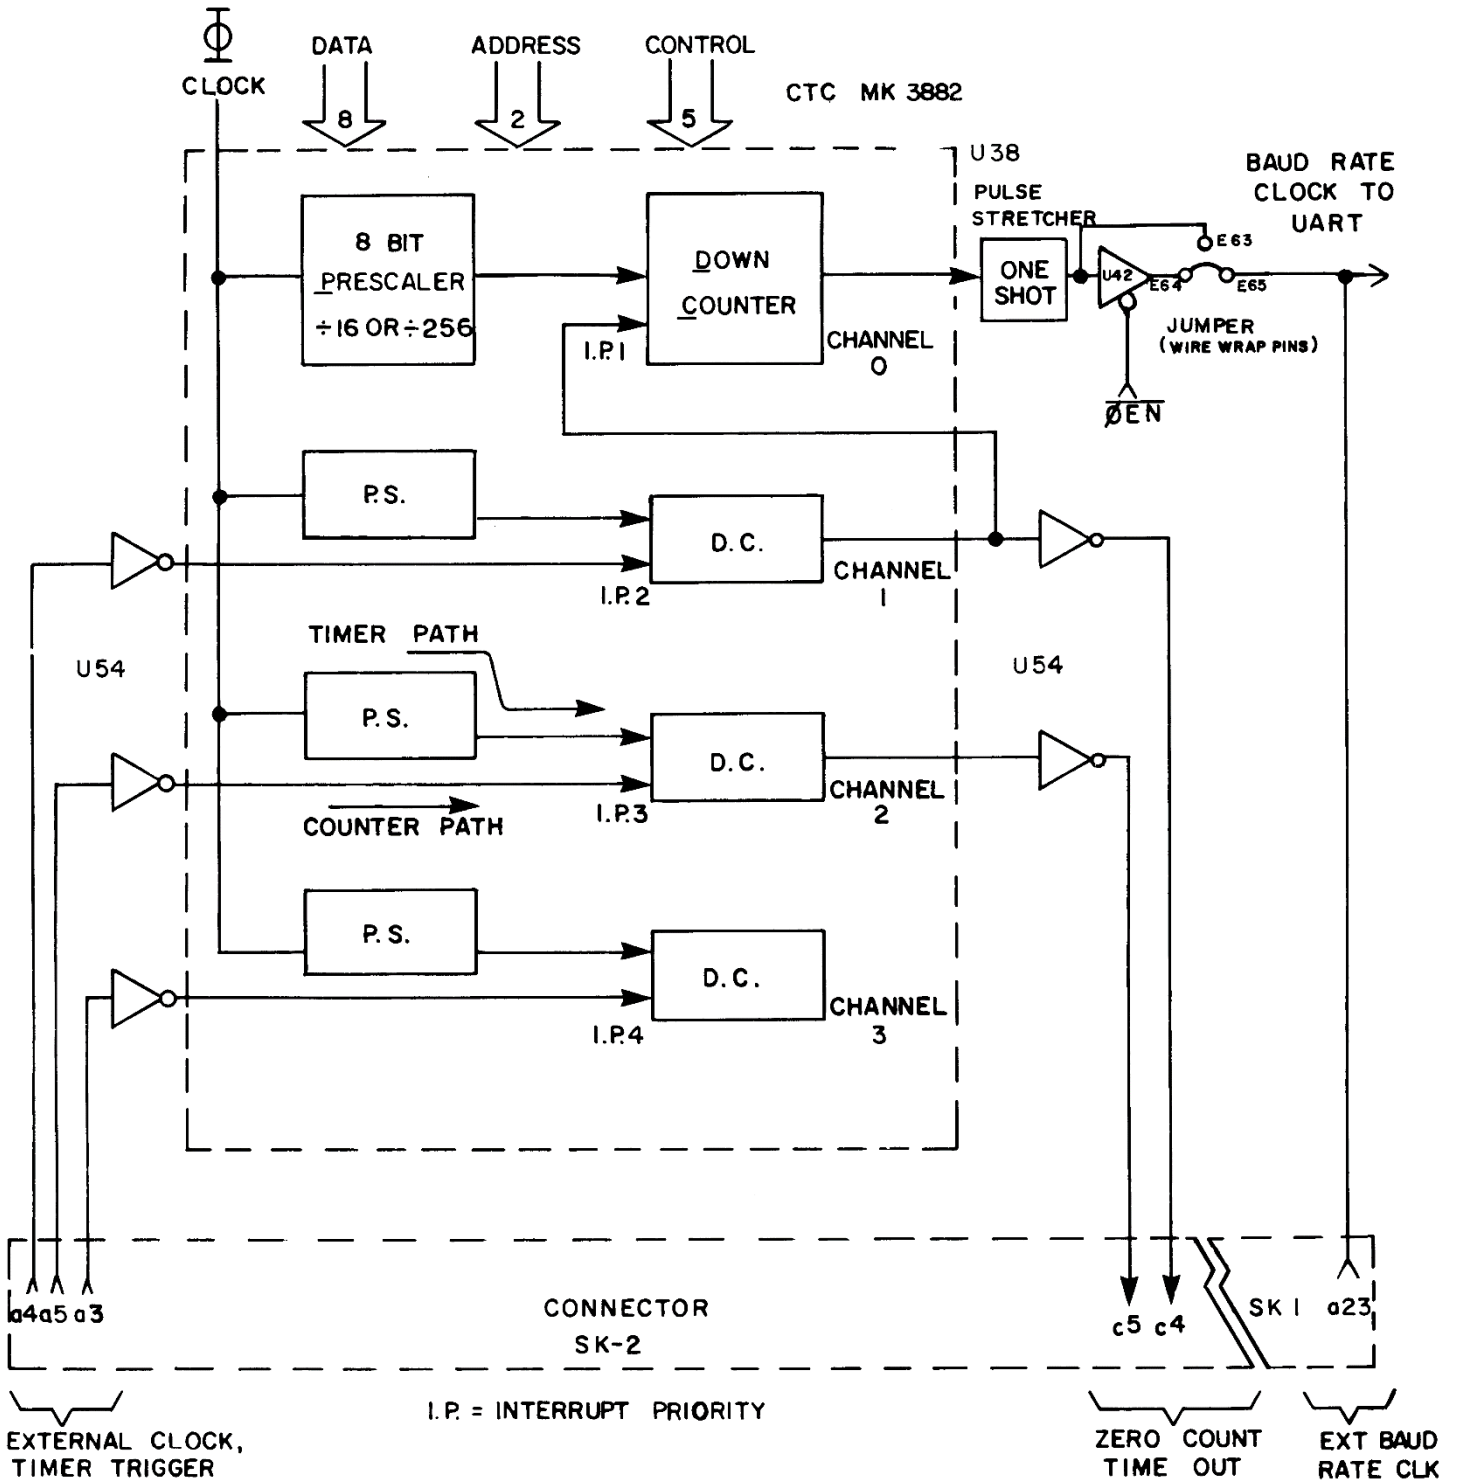 Φ
CLOCK
DATA
8
ADDRESS
2
CONTROL
5
CTC MK 3882
U38
PULSE
STRETCHER
BAUD RATE
CLOCK TO
UART
8 BIT
PRESCALER
÷16 OR ÷256
DOWN
COUNTER
I.P.1
CHANNEL
0
ONE
SHOT
U42
E63
E64
E65
JUMPER
(WIRE WRAP PINS)
ØEN
P.S.
D.C.
I.P.2
CHANNEL
1
U54
TIMER PATH
U54
P.S.
D.C.
I.P.3
CHANNEL
2
COUNTER PATH
P.S.
D.C.
I.P.4
CHANNEL
3
a4 a5 a3
CONNECTOR
SK-2
c5 c4
SK1 a23
I.P. = INTERRUPT PRIORITY
EXTERNAL CLOCK,
TIMER TRIGGER
ZERO COUNT
TIME OUT
EXT BAUD
RATE CLK